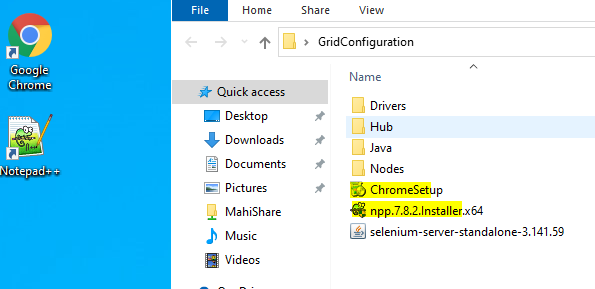 Google
Chrome
Notepad++
File
Home
Share
View
GridConfiguration
Name
Quick access
Desktop
Downloads
Documents
Pictures
MahiShare
Music
Videos
Drivers
Hub
Java
Nodes
ChromeSetup
npp.7.8.2.Installer.x64
selenium-server-standalone-3.141.59